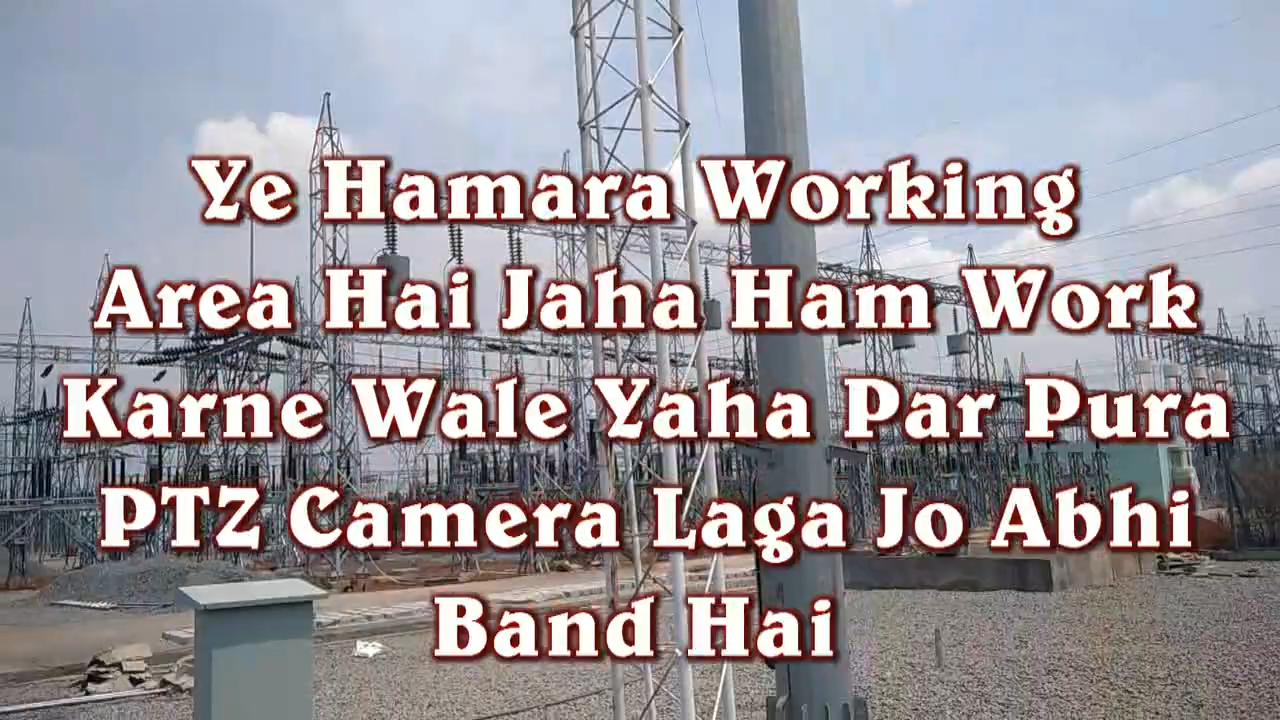 Ye Hamara Working
Area Hai Jaha Ham Work
Karne Wale Yaha Par Pura
PTZ Camera Laga Jo Abhi
Band Hai